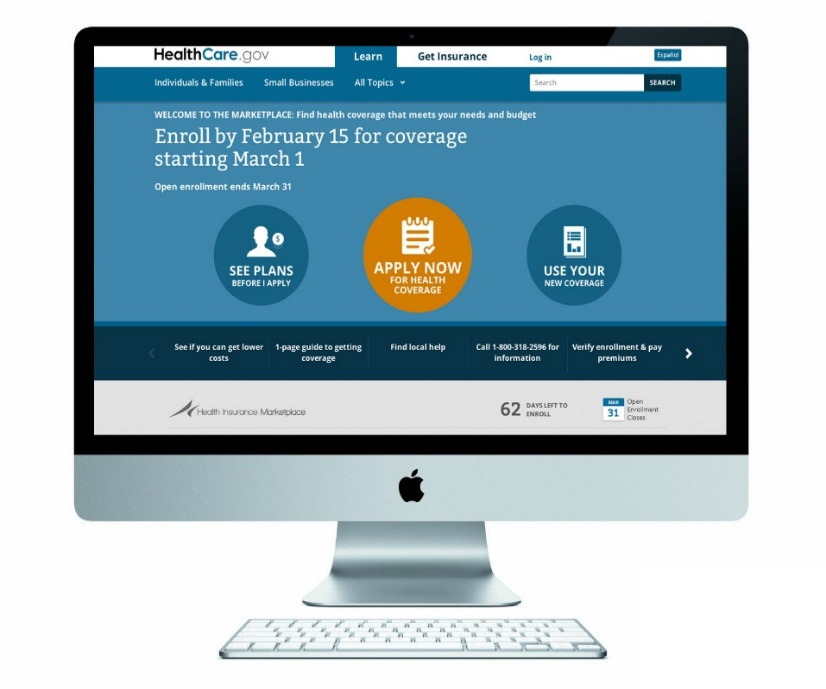 HealthCare.gov
Learn
Get Insurance
Log in
Español
Individuals & Families
Small Businesses
All Topics
Search
SEARCH
WELCOME TO THE MARKETPLACE: Find health coverage that meets your needs and budget
Enroll by February 15 for coverage
starting March 1
Open enrollment ends March 31
$
SEE PLANS
BEFORE I APPLY
APPLY NOW
FOR HEALTH
COVERAGE
USE YOUR
NEW COVERAGE
See if you can get lower
costs
1-page guide to getting
coverage
Find local help
Call 1-800-318-2596 for
information
Verify enrollment & pay
premiums
Health Insurance Marketplace
62
DAYS LEFT TO
ENROLL
MAR
31
Open
Enrollment
Closes